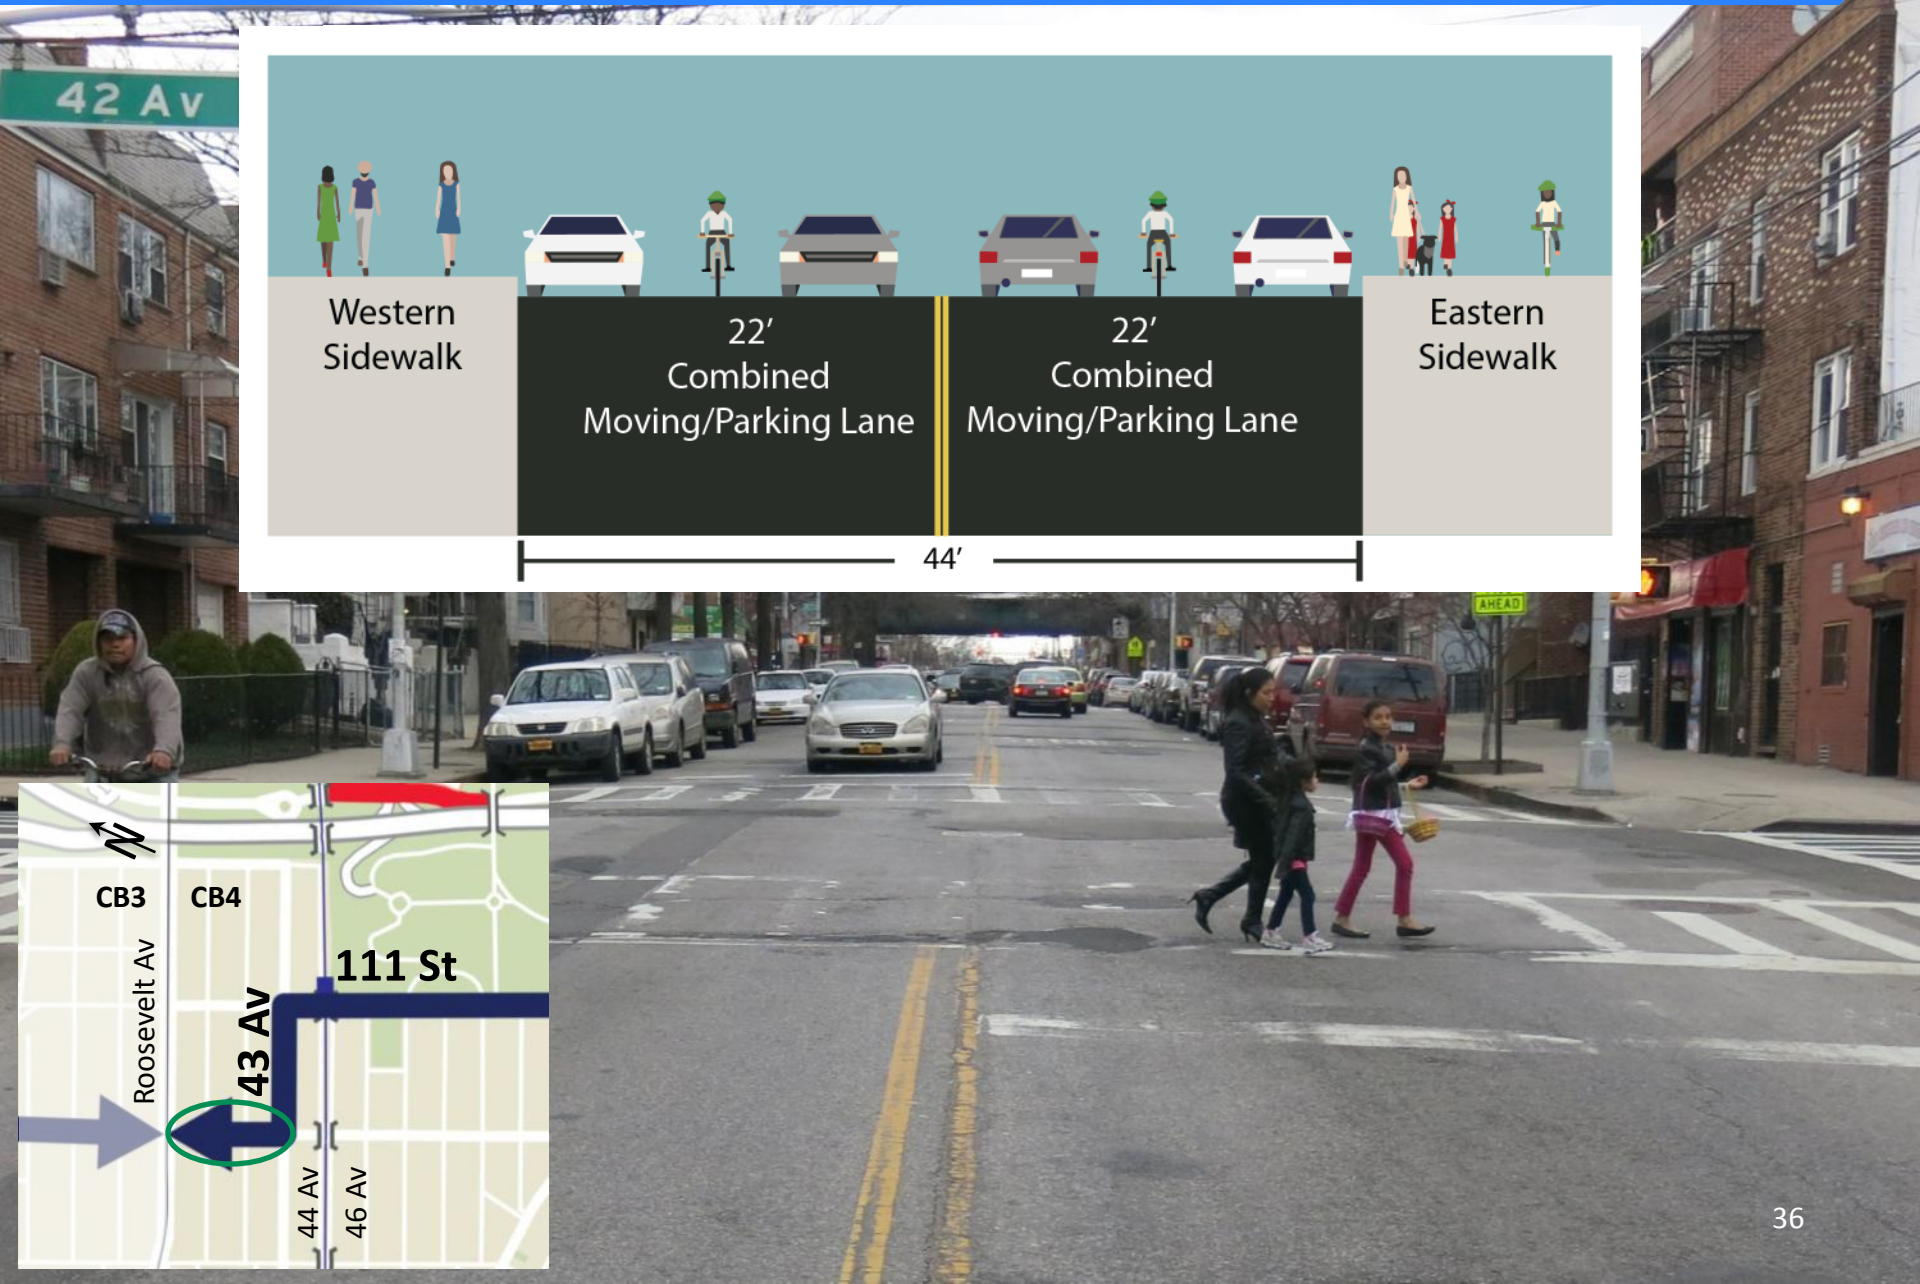 42 Av
Western
Sidewalk
22′
Combined
Moving/Parking Lane
22′
Combined
Moving/Parking Lane
Eastern
Sidewalk
44′
AHEAD
N
CB3
CB4
Roosevelt Av
43 Av
111 St
44 Av
46 Av
36